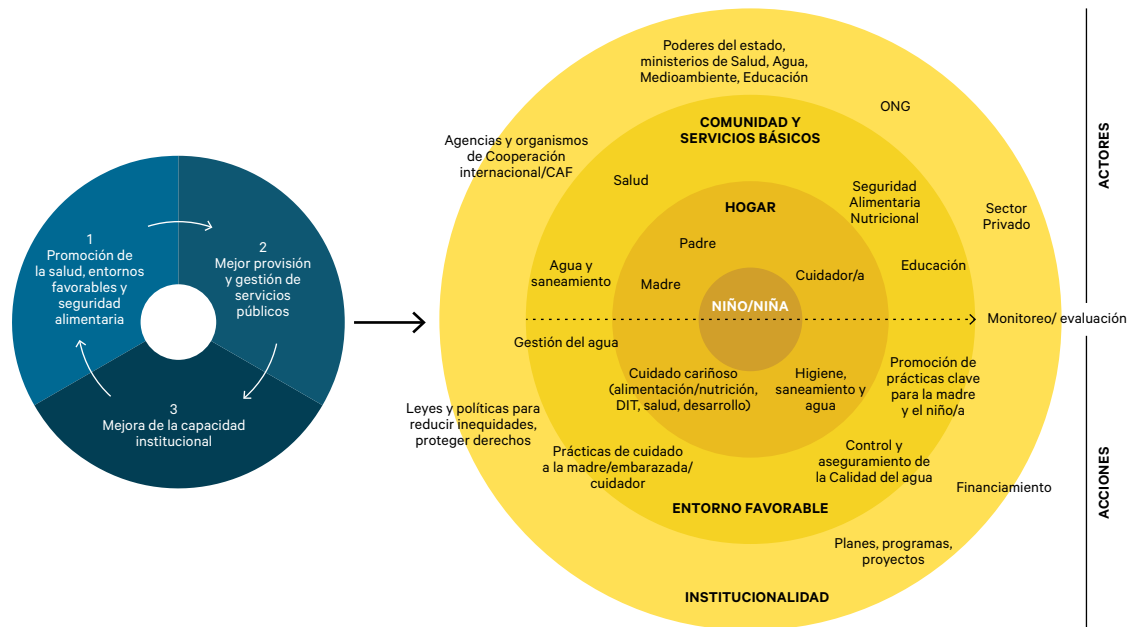 1
Promoción de
la salud, entornos
favorables y
seguridad
alimentaria
2
Mejor provisión
y gestión de
servicios
públicos
3
Mejora de la capacidad
institucional
Poderes del estado,
ministerios de Salud, Agua,
Medioambiente, Educación
ONG
Agencias y organismos
de Cooperación
internacional/CAF
Sector
Privado
COMUNIDAD Y
SERVICIOS BÁSICOS
Salud
Seguridad
Alimentaria
Nutricional
Agua y
saneamiento
Educación
HOGAR
Padre
Madre
Cuidador/a
NIÑO/NIÑA
Monitoreo/ evaluación
Gestión del agua
Cuidado cariñoso
(alimentación/nutrición,
DIT, salud, desarrollo)
Higiene,
saneamiento y
agua
Promoción de
prácticas clave
para la madre
y el niño/a
Leyes y políticas para
reducir inequidades,
proteger derechos
Prácticas de cuidado
a la madre/embarazada/
cuidador
Control y
aseguramiento de
la Calidad del agua
Financiamiento
ENTORNO FAVORABLE
Planes, programas,
proyectos
INSTITUCIONALIDAD
ACTORES
ACCIONES